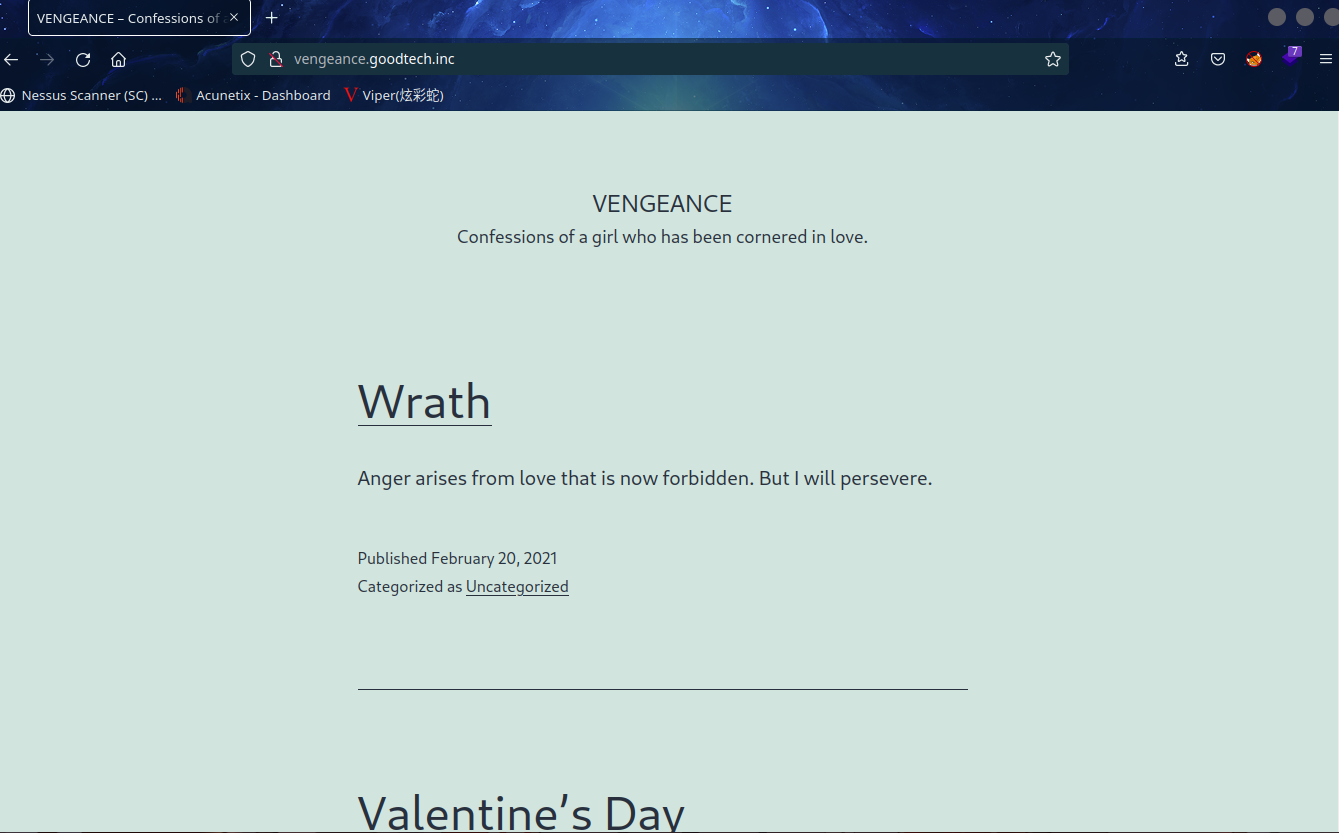 VENGEANCE – Confessions of a
vengeance.goodtech.inc
7
Nessus Scanner (SC) ...
Acunetix - Dashboard
Viper(炫彩蛇)
VENGEANCE
Confessions of a girl who has been cornered in love.
Wrath
Anger arises from love that is now forbidden. But I will persevere.
Published February 20, 2021
Categorized as Uncategorized
Valentine’s Day